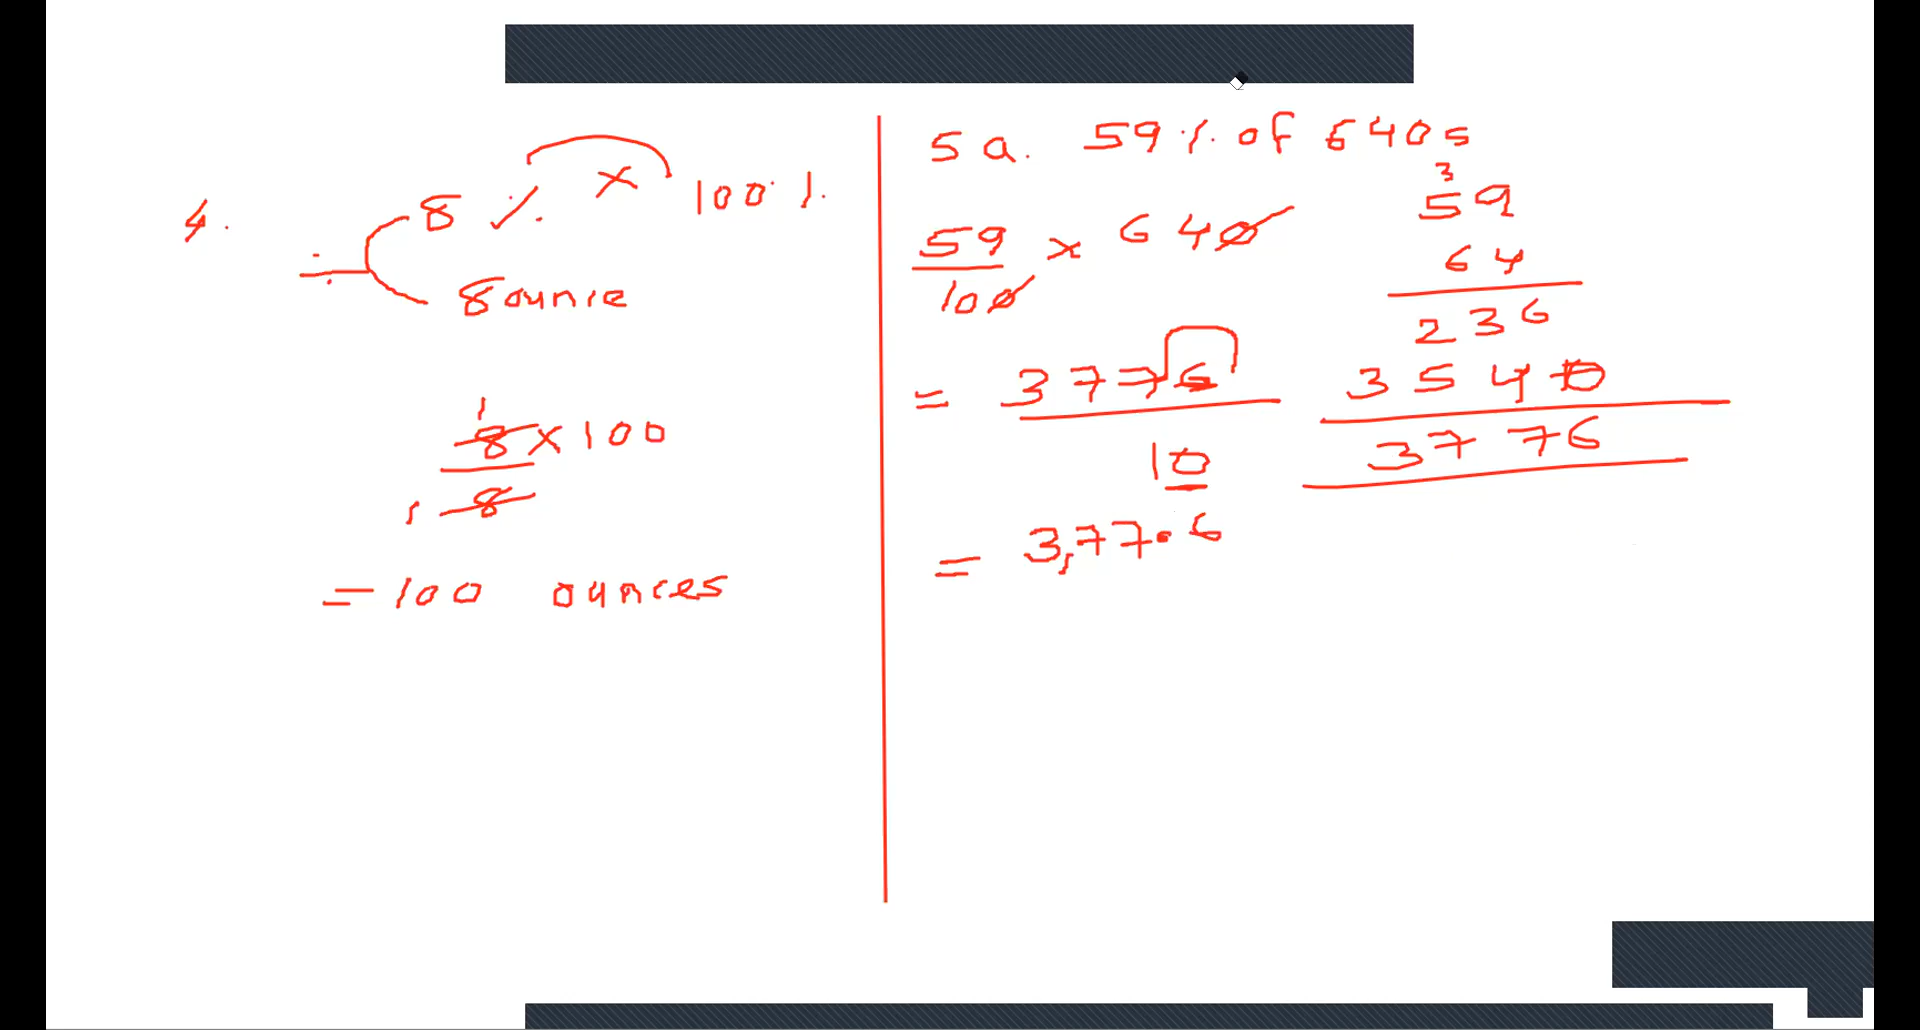 4.
8 % × 100 %
÷
8 ounce
1
8 × 100
1 8
= 100 ounces
5 a. 59 % of 640s
59 × 640
100
= 3776
10
= 3,77.6
3
59
64
236
3540
3776